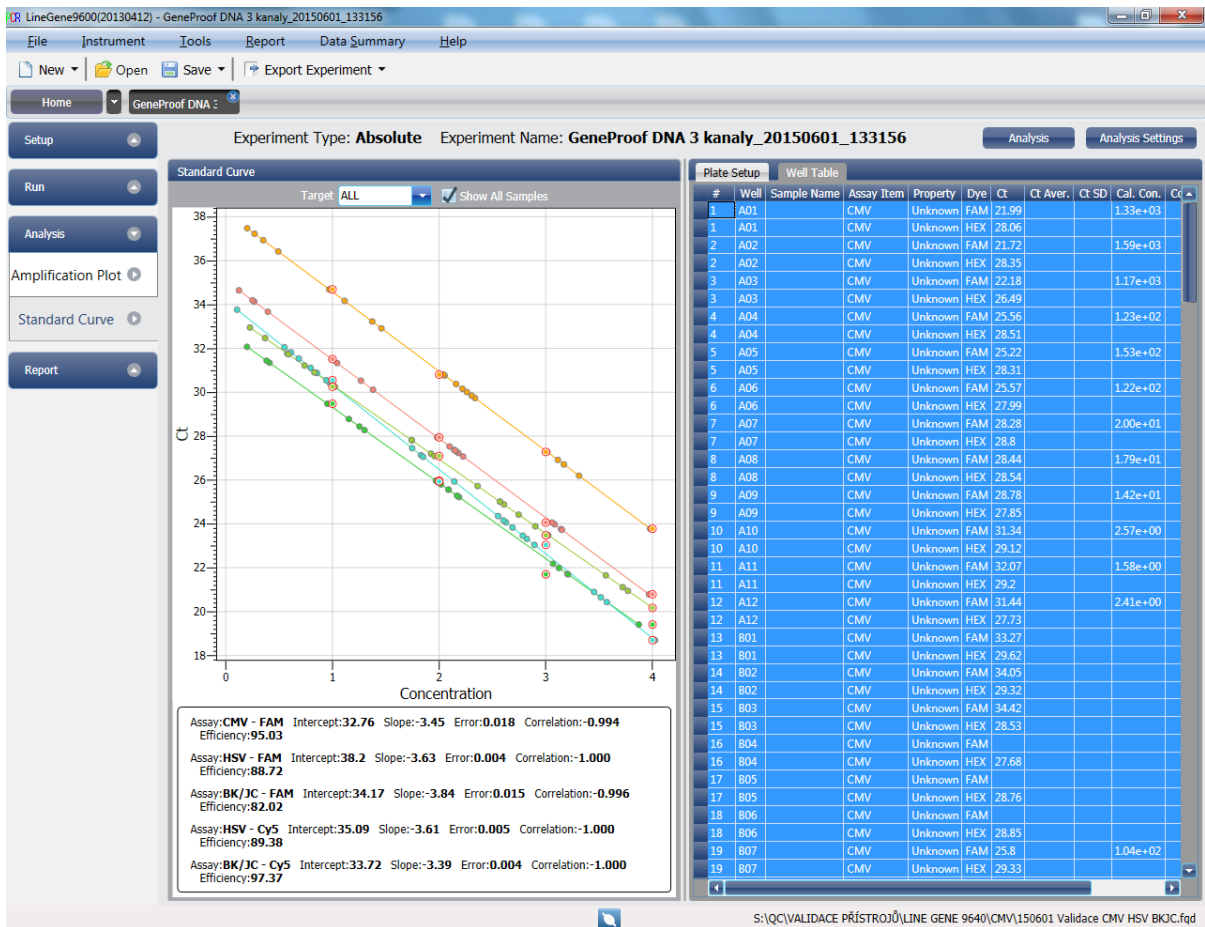 LineGene9600(20130412) - GeneProof DNA 3 kanaly_20150601_133156
File Instrument Tools Report Data Summary Help
New Open Save Export Experiment
Home GeneProof DNA 3
Setup
Run
Analysis
Amplification Plot
Standard Curve
Report
Experiment Type: Absolute Experiment Name: GeneProof DNA 3 kanaly_20150601_133156
Analysis Analysis Settings
Standard Curve
Target ALL Show All Samples
38
36
34
32
30
28
26
24
22
20
18
Ct
0 1 2 3 4
Concentration
Assay:CMV - FAM Intercept:32.76 Slope:-3.45 Error:0.018 Correlation:-0.994
Efficiency:95.03
Assay:HSV - FAM Intercept:38.2 Slope:-3.63 Error:0.004 Correlation:-1.000
Efficiency:88.72
Assay:BK/JC - FAM Intercept:34.17 Slope:-3.84 Error:0.015 Correlation:-0.996
Efficiency:82.02
Assay:HSV - Cy5 Intercept:35.09 Slope:-3.61 Error:0.005 Correlation:-1.000
Efficiency:89.38
Assay:BK/JC - Cy5 Intercept:33.72 Slope:-3.39 Error:0.004 Correlation:-1.000
Efficiency:97.37
Plate Setup Well Table
# Well Sample Name Assay Item Property Dye Ct Ct Aver. Ct SD Cal. Con.
1 A01 CMV Unknown FAM 21.99 1.33e+03
1 A01 CMV Unknown HEX 28.06
2 A02 CMV Unknown FAM 21.72 1.59e+03
2 A02 CMV Unknown HEX 28.35
3 A03 CMV Unknown FAM 22.18 1.17e+03
3 A03 CMV Unknown HEX 26.49
4 A04 CMV Unknown FAM 25.56 1.23e+02
4 A04 CMV Unknown HEX 28.51
5 A05 CMV Unknown FAM 25.22 1.53e+02
5 A05 CMV Unknown HEX 28.31
6 A06 CMV Unknown FAM 25.57 1.22e+02
6 A06 CMV Unknown HEX 27.99
7 A07 CMV Unknown FAM 28.28 2.00e+01
7 A07 CMV Unknown HEX 28.8
8 A08 CMV Unknown FAM 28.44 1.79e+01
8 A08 CMV Unknown HEX 28.54
9 A09 CMV Unknown FAM 28.78 1.42e+01
9 A09 CMV Unknown HEX 27.85
10 A10 CMV Unknown FAM 31.34 2.57e+00
10 A10 CMV Unknown HEX 29.12
11 A11 CMV Unknown FAM 32.07 1.58e+00
11 A11 CMV Unknown HEX 29.2
12 A12 CMV Unknown FAM 31.44 2.41e+00
12 A12 CMV Unknown HEX 27.73
13 B01 CMV Unknown FAM 33.27
13 B01 CMV Unknown HEX 29.62
14 B02 CMV Unknown FAM 34.05
14 B02 CMV Unknown HEX 29.32
15 B03 CMV Unknown FAM 34.42
15 B03 CMV Unknown HEX 28.53
16 B04 CMV Unknown FAM
16 B04 CMV Unknown HEX 27.68
17 B05 CMV Unknown FAM
17 B05 CMV Unknown HEX 28.76
18 B06 CMV Unknown FAM
18 B06 CMV Unknown HEX 28.85
19 B07 CMV Unknown FAM 25.8 1.04e+02
19 B07 CMV Unknown HEX 29.33
S:\QC\VALIDACE PŘÍSTROJŮ\LINE GENE 9640\CMV\150601 Validace CMV HSV BKJC.fqd